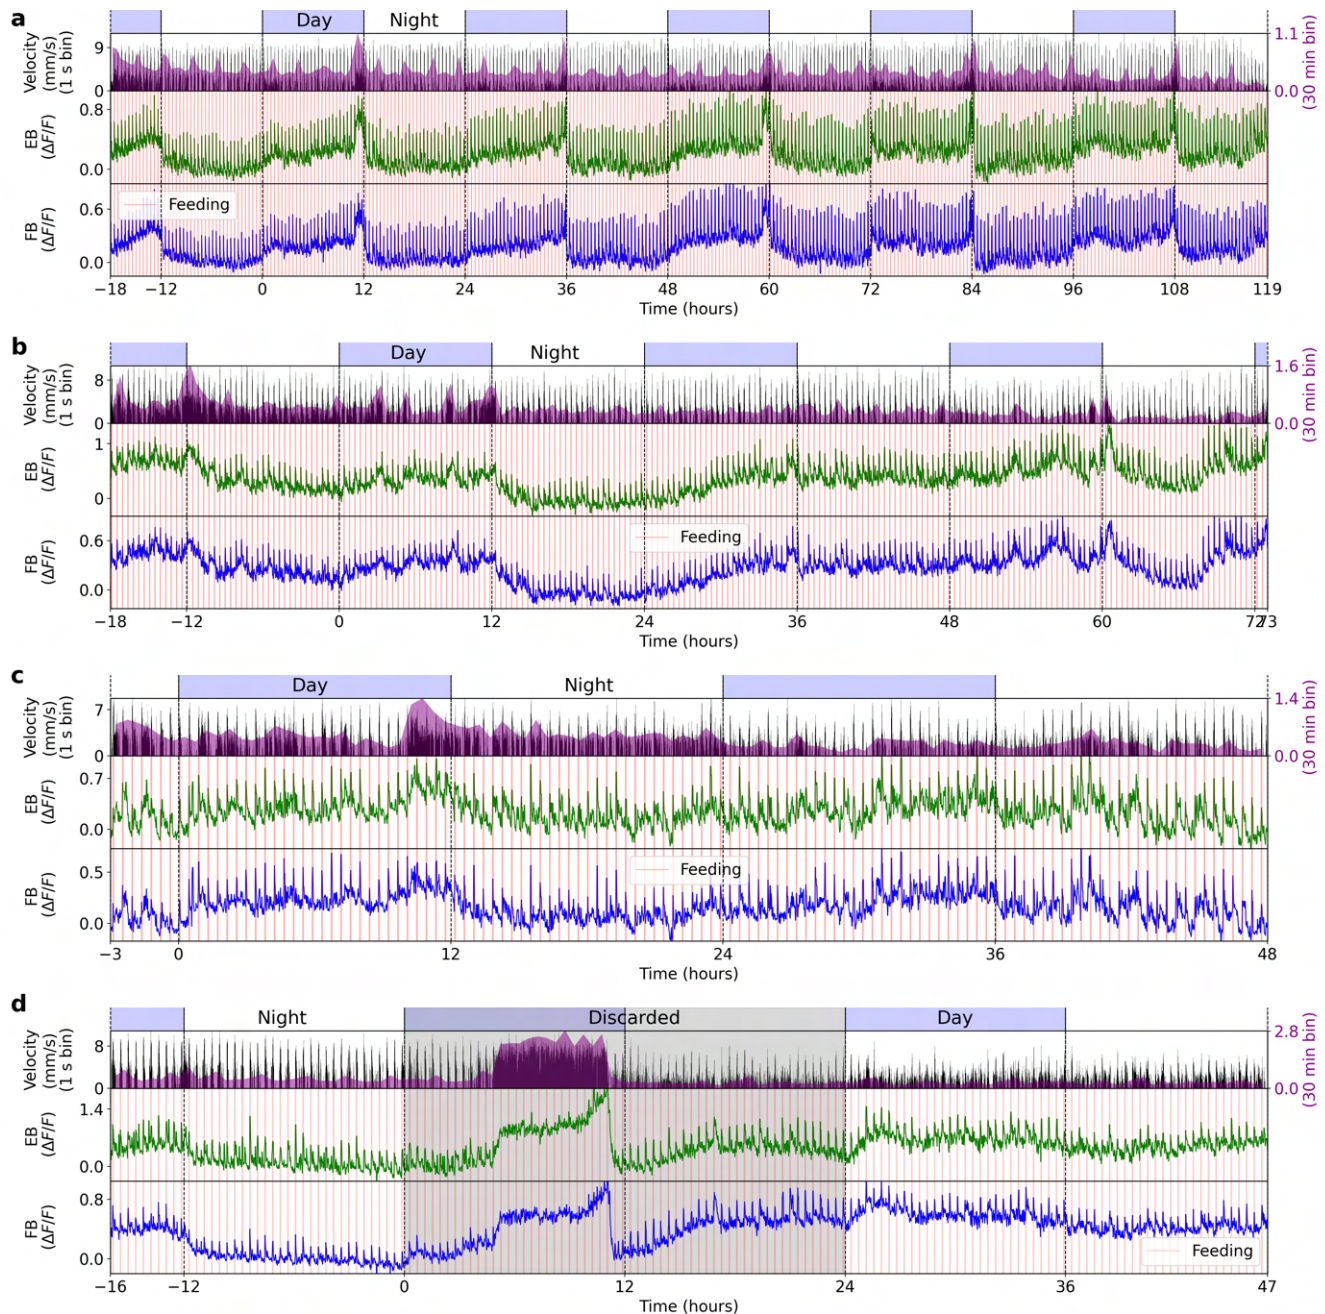 a
Day Night
Velocity
(mm/s)
(1 s bin)
9
0
1.1
0.0
(30 min bin)
EB
(ΔF/F)
0.8
0.0
FB
(ΔF/F)
0.6
0.0
Feeding
−18 −12 0 12 24 36 48 60 72 84 96 108 119
Time (hours)
b
Day Night
Velocity
(mm/s)
(1 s bin)
8
0
1.6
0.0
(30 min bin)
EB
(ΔF/F)
1
0
FB
(ΔF/F)
0.6
0.0
Feeding
−18 −12 0 12 24 36 48 60 72 73
Time (hours)
c
Day Night
Velocity
(mm/s)
(1 s bin)
7
0
1.4
0.0
(30 min bin)
EB
(ΔF/F)
0.7
0.0
FB
(ΔF/F)
0.5
0.0
Feeding
−3 0 12 24 36 48
Time (hours)
d
Night Discarded Day
Velocity
(mm/s)
(1 s bin)
8
0
2.8
0.0
(30 min bin)
EB
(ΔF/F)
1.4
0.0
FB
(ΔF/F)
0.8
0.0
Feeding
−16 −12 0 12 24 36 47
Time (hours)